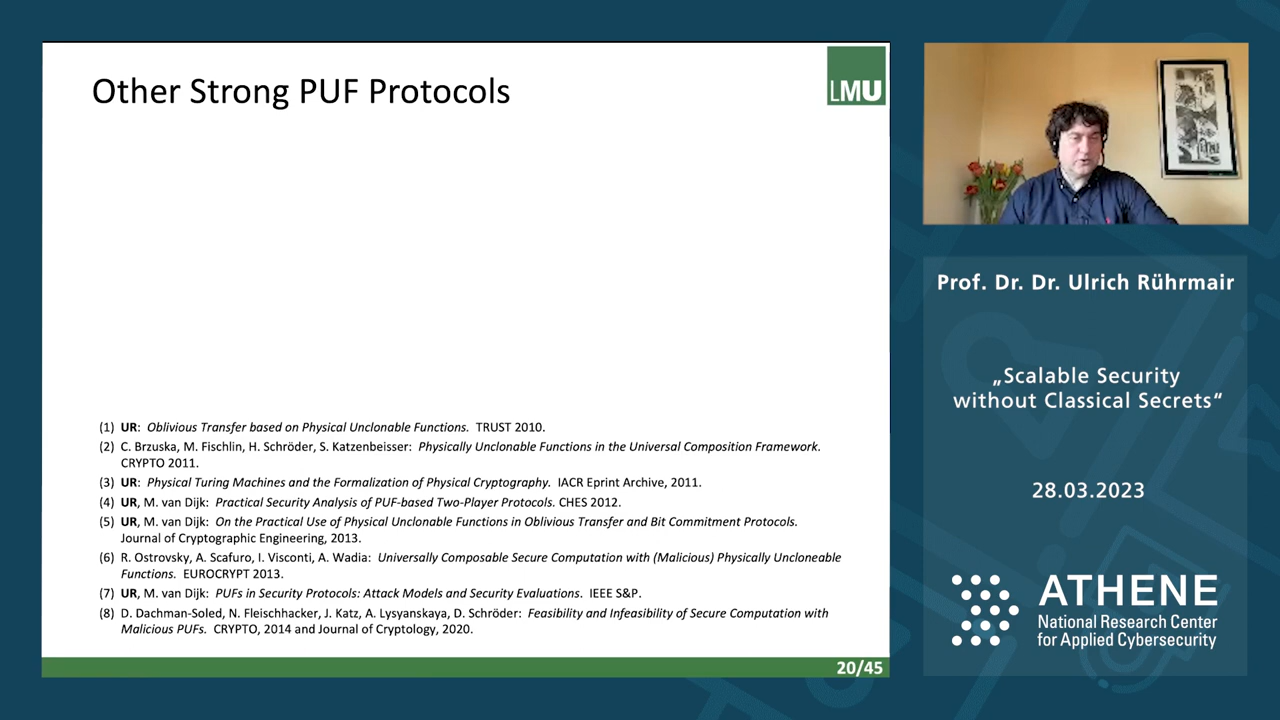 Other Strong PUF Protocols
LMU
(1) UR: Oblivious Transfer based on Physical Unclonable Functions. TRUST 2010.
(2) C. Brzuska, M. Fischlin, H. Schröder, S. Katzenbeisser: Physically Unclonable Functions in the Universal Composition Framework.
CRYPTO 2011.
(3) UR: Physical Turing Machines and the Formalization of Physical Cryptography. IACR Eprint Archive, 2011.
(4) UR, M. van Dijk: Practical Security Analysis of PUF-based Two-Player Protocols. CHES 2012.
(5) UR, M. van Dijk: On the Practical Use of Physical Unclonable Functions in Oblivious Transfer and Bit Commitment Protocols.
Journal of Cryptographic Engineering, 2013.
(6) R. Ostrovsky, A. Scafuro, I. Visconti, A. Wadia: Universally Composable Secure Computation with (Malicious) Physically Uncloneable
Functions. EUROCRYPT 2013.
(7) UR, M. van Dijk: PUFs in Security Protocols: Attack Models and Security Evaluations. IEEE S&P.
(8) D. Dachman-Soled, N. Fleischhacker, J. Katz, A. Lysyanskaya, D. Schröder: Feasibility and Infeasibility of Secure Computation with
Malicious PUFs. CRYPTO, 2014 and Journal of Cryptology, 2020.
20/45
Prof. Dr. Dr. Ulrich Rührmair
„Scalable Security
without Classical Secrets“
28.03.2023
ATHENE
National Research Center
for Applied Cybersecurity